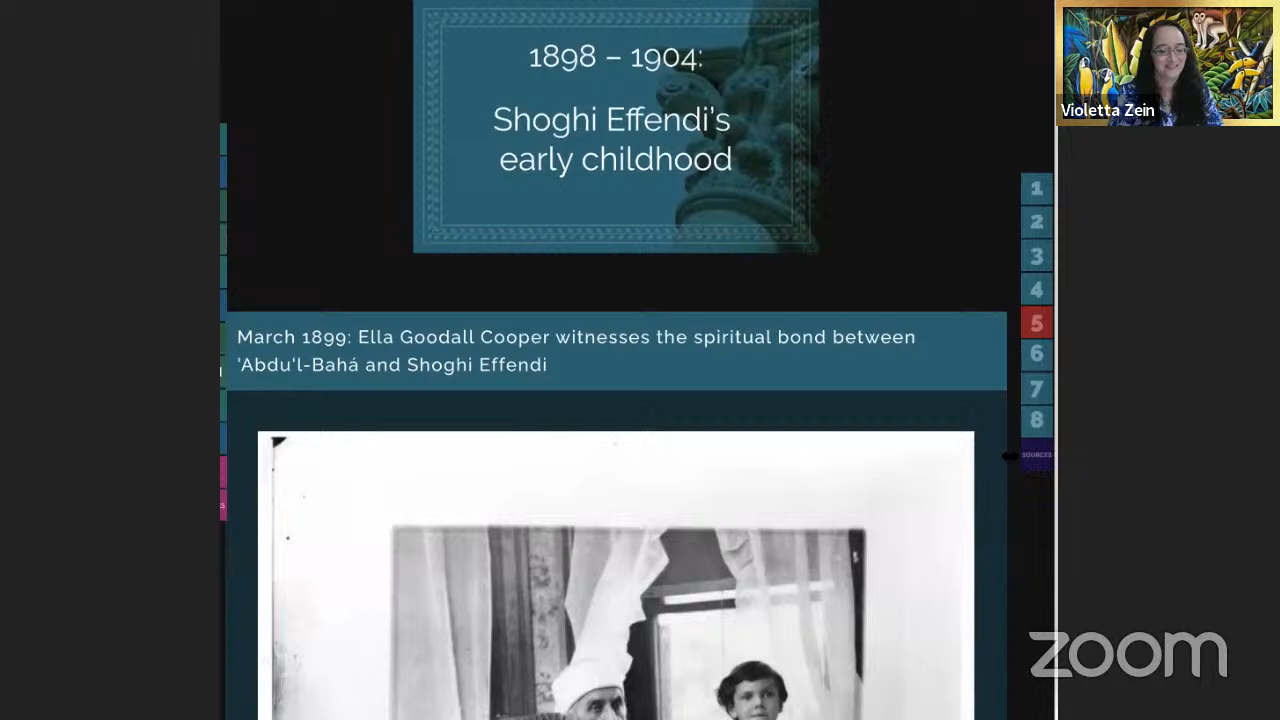 1898 – 1904:
Shoghi Effendi's
early childhood
Violetta Zein
1
2
3
4
5
6
7
8
SOURCES
March 1899: Ella Goodall Cooper witnesses the spiritual bond between
'Abdu'l-Bahá and Shoghi Effendi
zoom